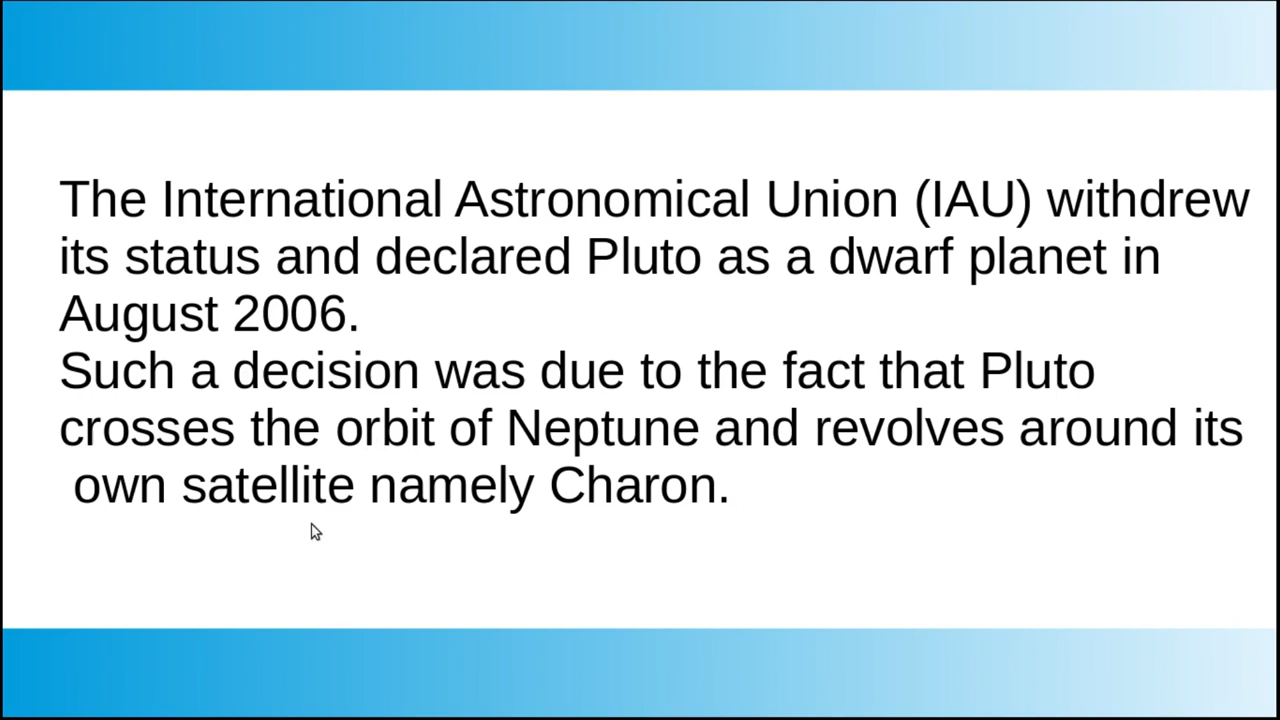 The International Astronomical Union (IAU) withdrew
its status and declared Pluto as a dwarf planet in
August 2006.
Such a decision was due to the fact that Pluto
crosses the orbit of Neptune and revolves around its
own satellite namely Charon.